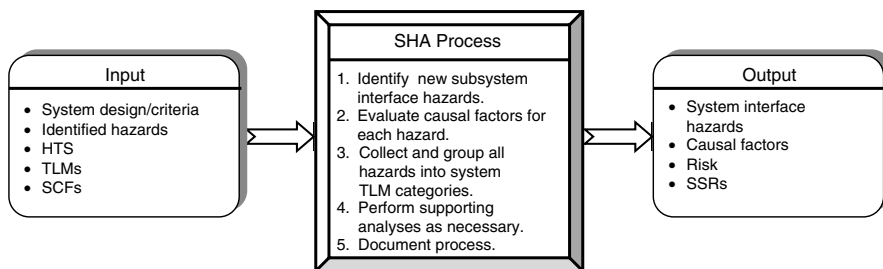 Input
• System design/criteria
• Identified hazards
• HTS
• TLMs
• SCFs
SHA Process
1. Identify new subsystem
interface hazards.
2. Evaluate causal factors for
each hazard.
3. Collect and group all
hazards into system
TLM categories.
4. Perform supporting
analyses as necessary.
5. Document process.
Output
• System interface
hazards
• Causal factors
• Risk
• SSRs